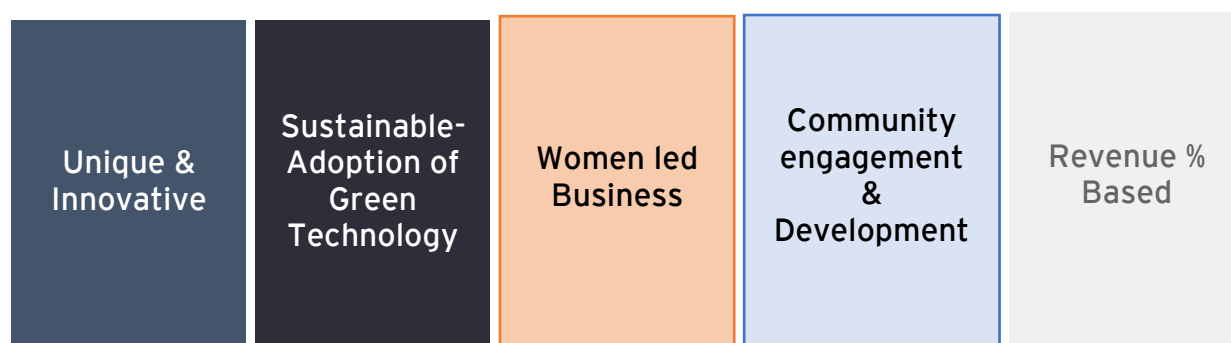 Unique &
Innovative
Sustainable-
Adoption of
Green
Technology
Women led
Business
Community
engagement
&
Development
Revenue %
Based